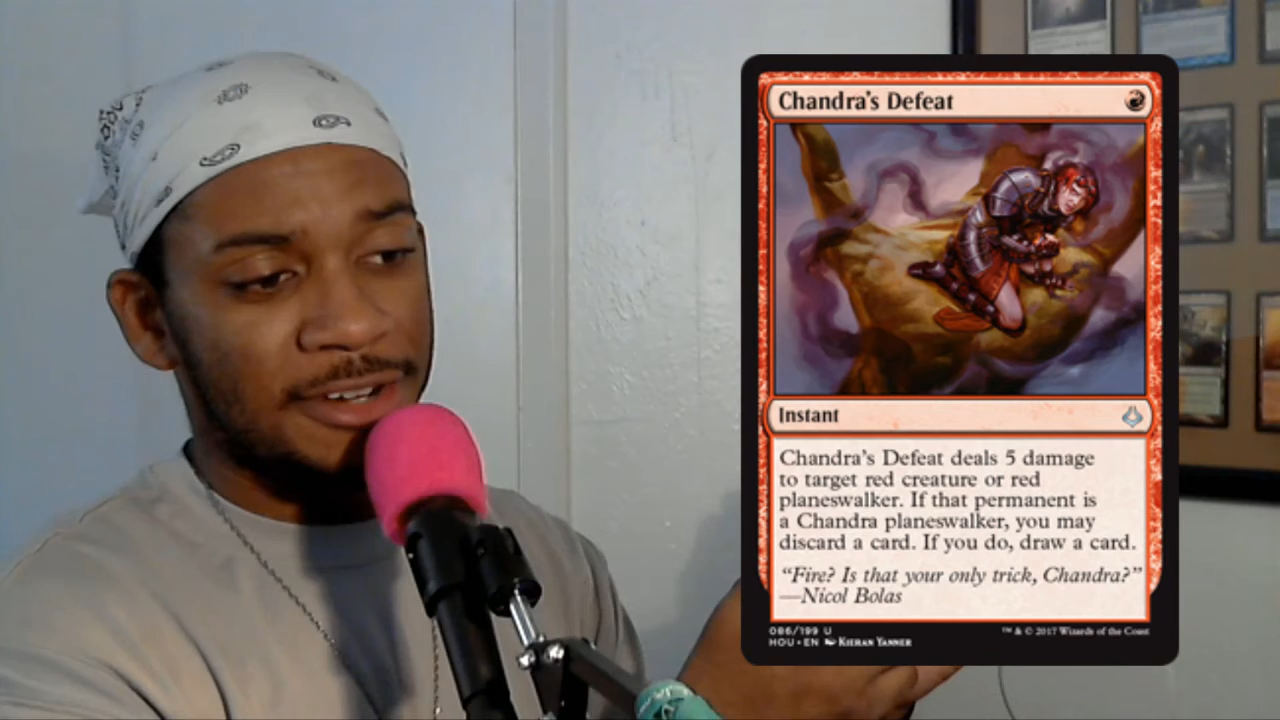 Chandra's Defeat
Instant
Chandra's Defeat deals 5 damage
to target red creature or red
planeswalker. If that permanent is
a Chandra planeswalker, you may
discard a card. If you do, draw a card.
"Fire? Is that your only trick, Chandra?"
—Nicol Bolas
086/199 U
™ & © 2017 Wizards of the Coast
HOU • EN Kieran Yanner